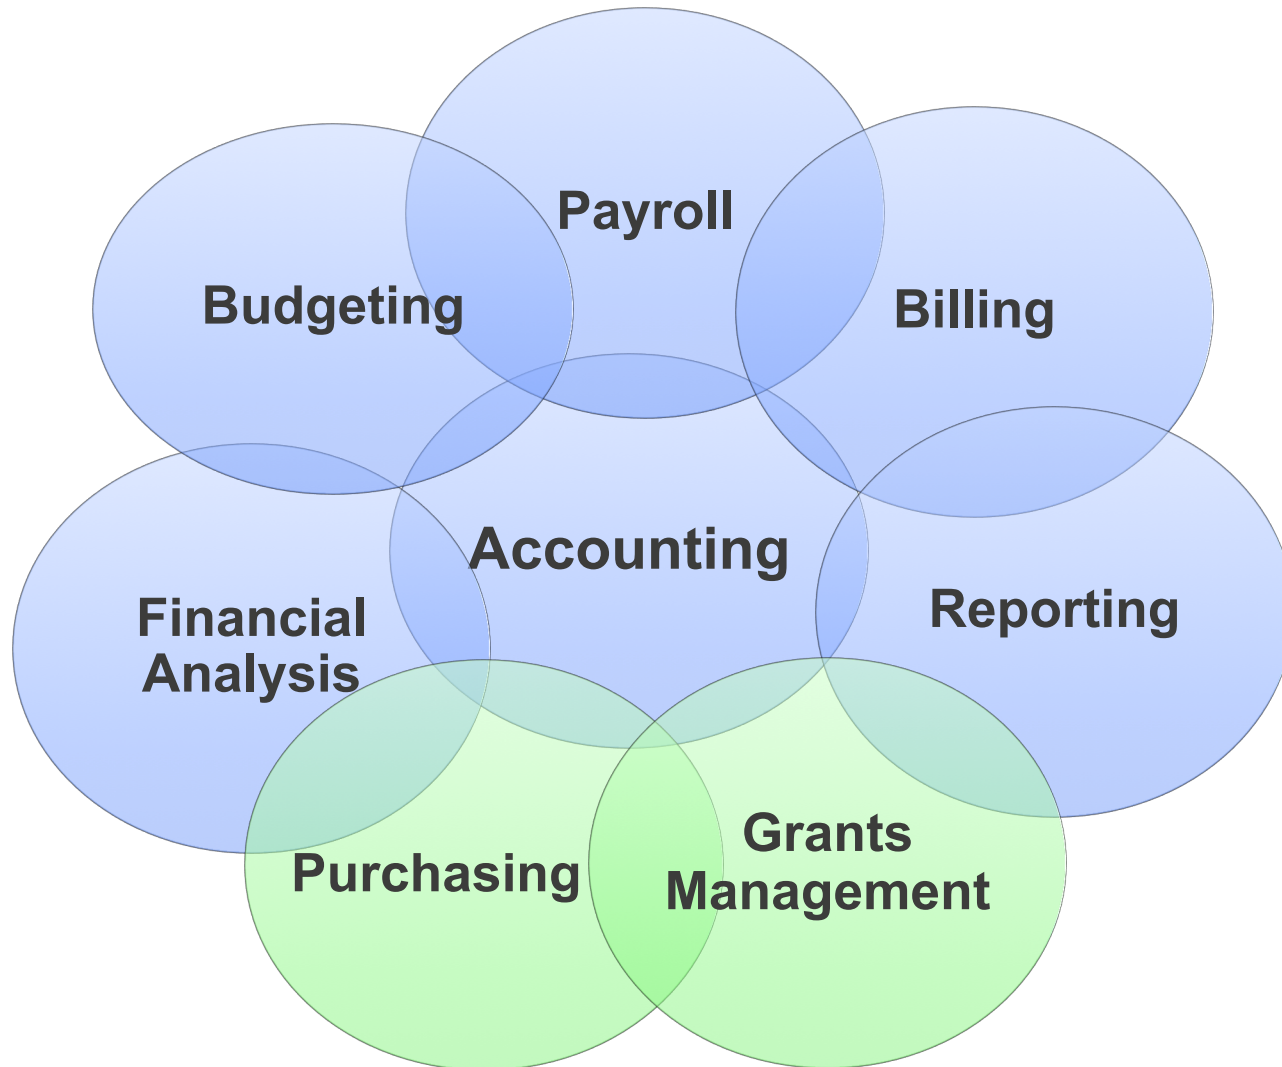 Payroll
Budgeting
Billing
Accounting
Financial
Analysis
Reporting
Purchasing
Grants
Management